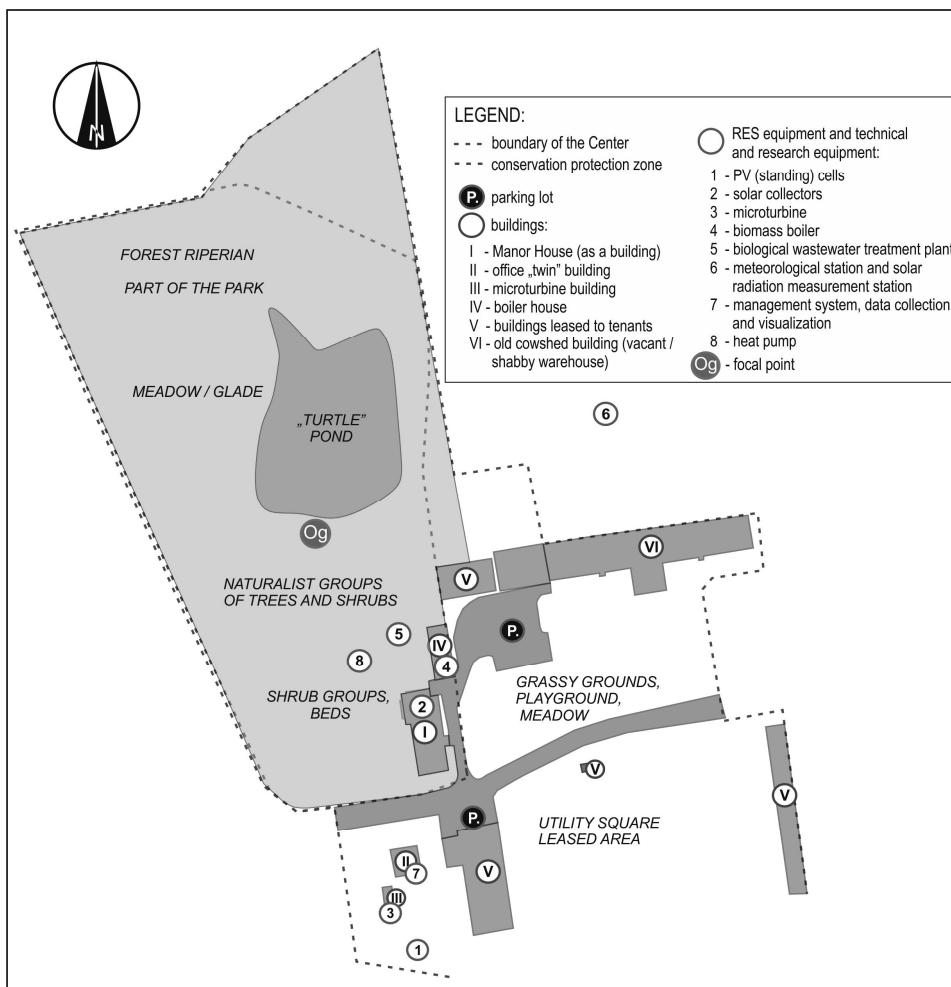 N
LEGEND:
boundary of the Center
conservation protection zone
P. parking lot
buildings:
I - Manor House (as a building)
II - office „twin” building
III - microturbine building
IV - boiler house
V - buildings leased to tenants
VI - old cowshed building (vacant /
shabby warehouse)
RES equipment and technical
and research equipment:
1 - PV (standing) cells
2 - solar collectors
3 - microturbine
4 - biomass boiler
5 - biological wastewater treatment plant
6 - meteorological station and solar
radiation measurement station
7 - management system, data collection
and visualization
8 - heat pump
Og - focal point
FOREST RIPERIAN
PART OF THE PARK
MEADOW / GLADE
„TURTLE”
POND
6
Og
VI
V
NATURALIST GROUPS
OF TREES AND SHRUBS
5
P.
IV
8
4
GRASSY GROUNDS,
PLAYGROUND,
MEADOW
SHRUB GROUPS,
BEDS
2
I
V
V
P.
UTILITY SQUARE
LEASED AREA
II
7
V
III
3
1